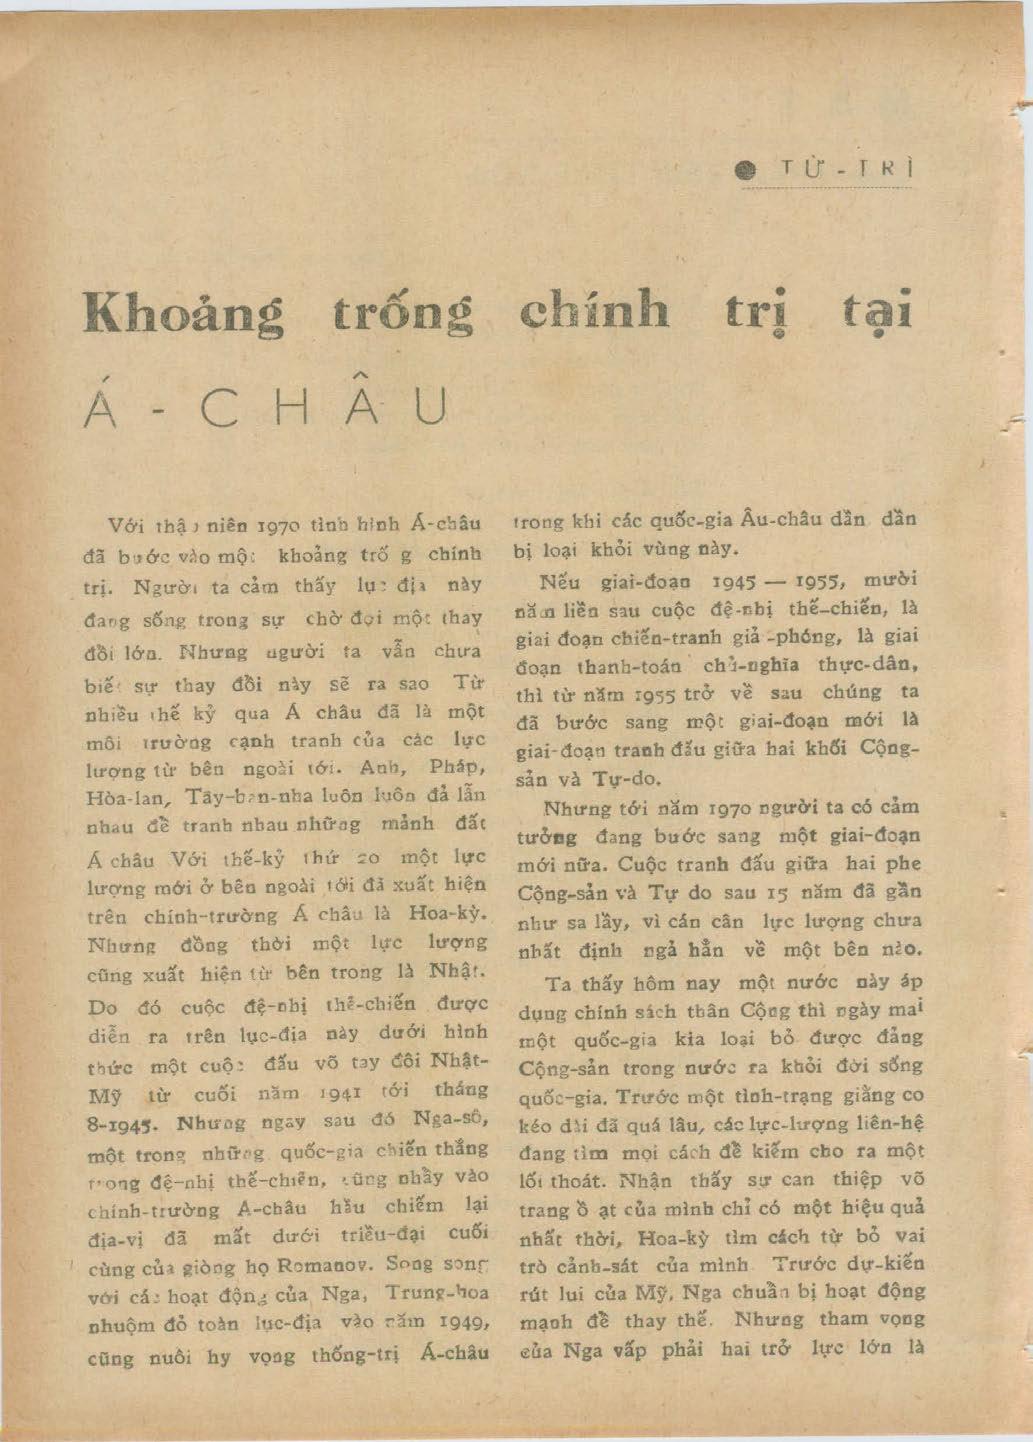 ● TỪ - TRÌ
Khoảng trống chính trị tại
Á - CHÂU
Với thập niên 1970 tình hình Á-châu
đã bước vào một khoảng trố g chính
trị. Người ta cảm thấy lục địa này
đang sống trong sự chờ đợi một thay
đổi lớn. Nhưng người ta vẫn chưa
biết sự thay đổi này sẽ ra sao Từ
nhiều thế kỷ qua Á châu đã là một
môi trường cạnh tranh của các lực
lượng từ bên ngoài tới. Anh, Pháp,
Hòa-lan, Tây-ban-nha luôn luôn đả lẫn
nhau để tranh nhau những mảnh đất
Á châu Với thế-kỷ thứ 20 một lực
lượng mới ở bên ngoài tới đã xuất hiện
trên chính-trường Á châu là Hoa-kỳ.
Nhưng đồng thời một lực lượng
cũng xuất hiện từ bên trong là Nhật.
Do đó cuộc đệ-nhị thế-chiến được
diễn ra trên lục-địa này dưới hình
thức một cuộc đấu võ tay đôi Nhật-
Mỹ từ cuối năm 1941 tới tháng
8-1945. Nhưng ngay sau đó Nga-sô,
một trong những quốc-gia chiến thắng
trong đệ-nhị thế-chiến, cũng nhầy vào
chính-trường Á-châu hầu chiếm lại
địa-vị đã mất dưới triều-đại cuối
cùng của giòng họ Romanov. Song song
với các hoạt động của Nga, Trung-hoa
nhuộm đỏ toàn lục-địa vào năm 1949,
cũng nuôi hy vọng thống-trị Á-châu
trong khi các quốc-gia Âu-châu dần dần
bị loại khỏi vùng này.
Nếu giai-đoạn 1945 — 1955, mười
năm liền sau cuộc đệ-nhị thế-chiến, là
giai đoạn chiến-tranh giả -phóng, là giai
đoạn thanh-toán chủ-nghĩa thực-dân,
thì từ năm 1955 trở về sau chúng ta
đã bước sang một giai-đoạn mới là
giai-đoạn tranh đấu giữa hai khối Cộng-
sản và Tự-do.
Nhưng tới năm 1970 người ta có cảm
tưởng đang bước sang một giai-đoạn
mới nữa. Cuộc tranh đấu giữa hai phe
Cộng-sản và Tự do sau 15 năm đã gần
như sa lầy, vì cán cân lực lượng chưa
nhất định ngả hẳn về một bên nào.
Ta thấy hôm nay một nước này áp
dụng chính sách thân Cộng thì ngày mai
một quốc-gia kia loại bỏ được đảng
Cộng-sản trong nước ra khỏi đời sống
quốc-gia. Trước một tình-trạng giằng co
kéo dài đã quá lâu, các lực-lượng liên-hệ
đang tìm mọi cách để kiếm cho ra một
lối thoát. Nhận thấy sự can thiệp võ
trang ồ ạt của mình chỉ có một hiệu quả
nhất thời, Hoa-kỳ tìm cách từ bỏ vai
trò cảnh-sát của mình Trước dự-kiến
rút lui của Mỹ, Nga chuẩn bị hoạt động
mạnh để thay thế. Nhưng tham vọng
của Nga vấp phải hai trở lực lớn là